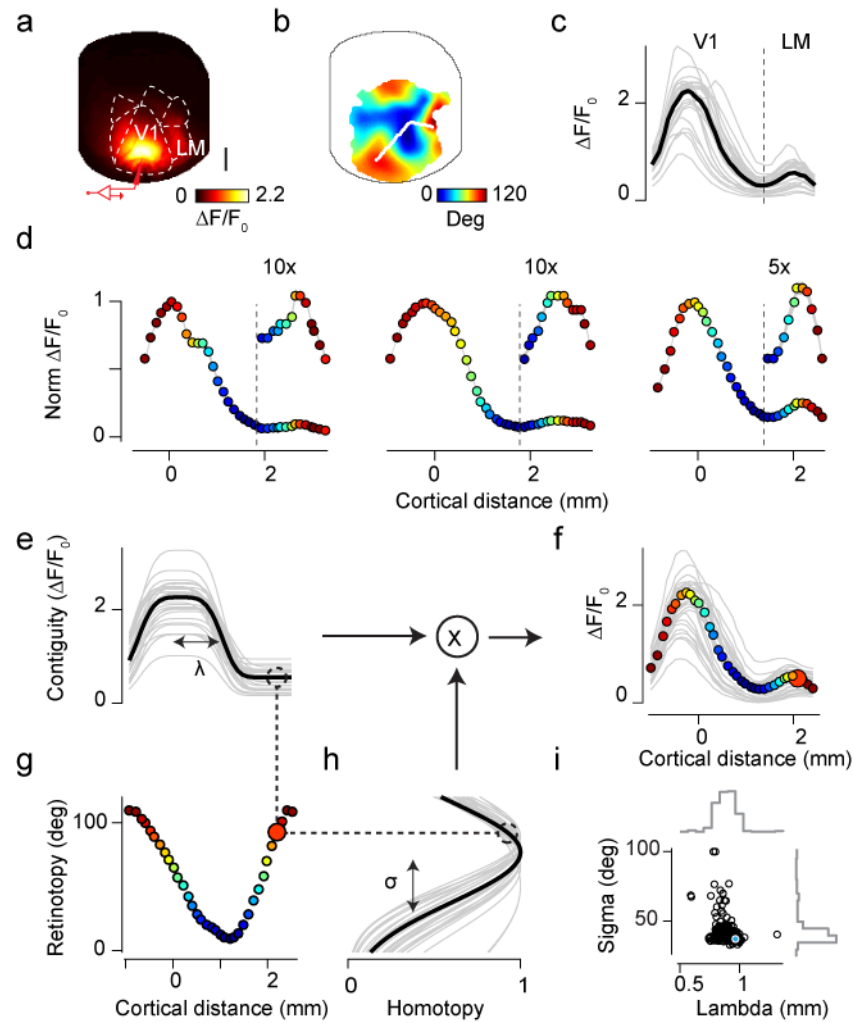 a b c V1 LM
V1
LM
0 2.2
ΔF/F0
0 120
Deg
ΔF/F0
2
0
d 10x 10x 5x
Norm ΔF/F0
1
0
0 2 0 2 0 2
Cortical distance (mm)
e f
Contiguity (ΔF/F0)
2
0
λ
x
ΔF/F0
2
0
0 2
Cortical distance (mm)
g h i
Retinotopy (deg)
100
0
0 2
Cortical distance (mm)
σ
0 1
Homotopy
Sigma (deg)
100
50
0.5 1
Lambda (mm)